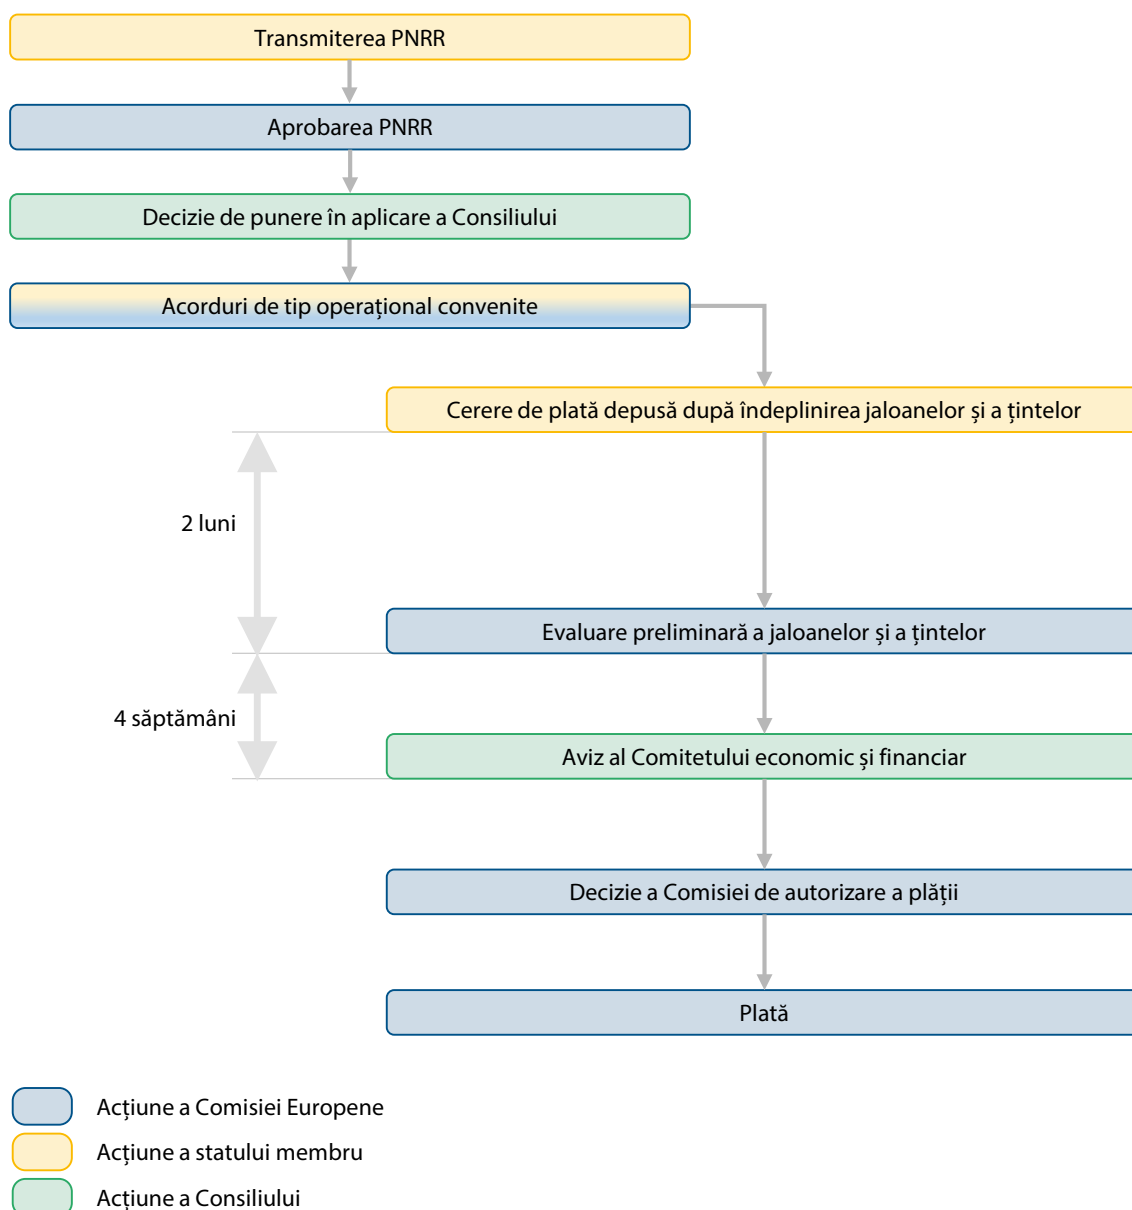 Transmiterea PNRR
Aprobarea PNRR
Decizie de punere în aplicare a Consiliului
Acorduri de tip operațional convenite
Cerere de plată depusă după îndeplinirea jaloanelor și a țintelor
2 luni
Evaluare preliminară a jaloanelor și a țintelor
4 săptămâni
Aviz al Comitetului economic și financiar
Decizie a Comisiei de autorizare a plății
Plată
Acțiune a Comisiei Europene
Acțiune a statului membru
Acțiune a Consiliului